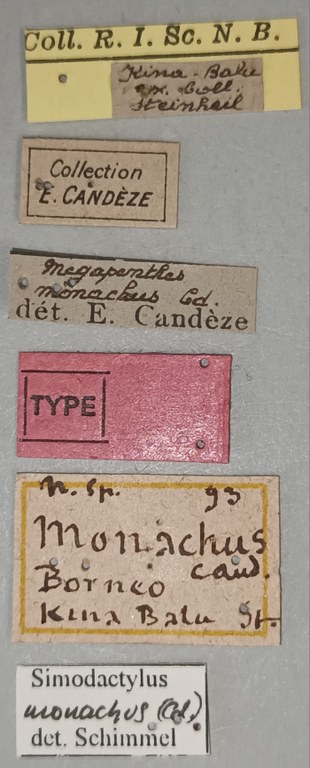 Coll. R. I. Sc. N. B.
Kina-Balu
ex. Coll.
Steinheil
Collection
E. CANDÈZE
Megapenthes
monachus Cd.
dét. E. Candèze
TYPE
n. sp. 93
Monachus
Cand.
Borneo
Kina Balu St.
Simodactylus
monachus (Cd.)
det. Schimmel